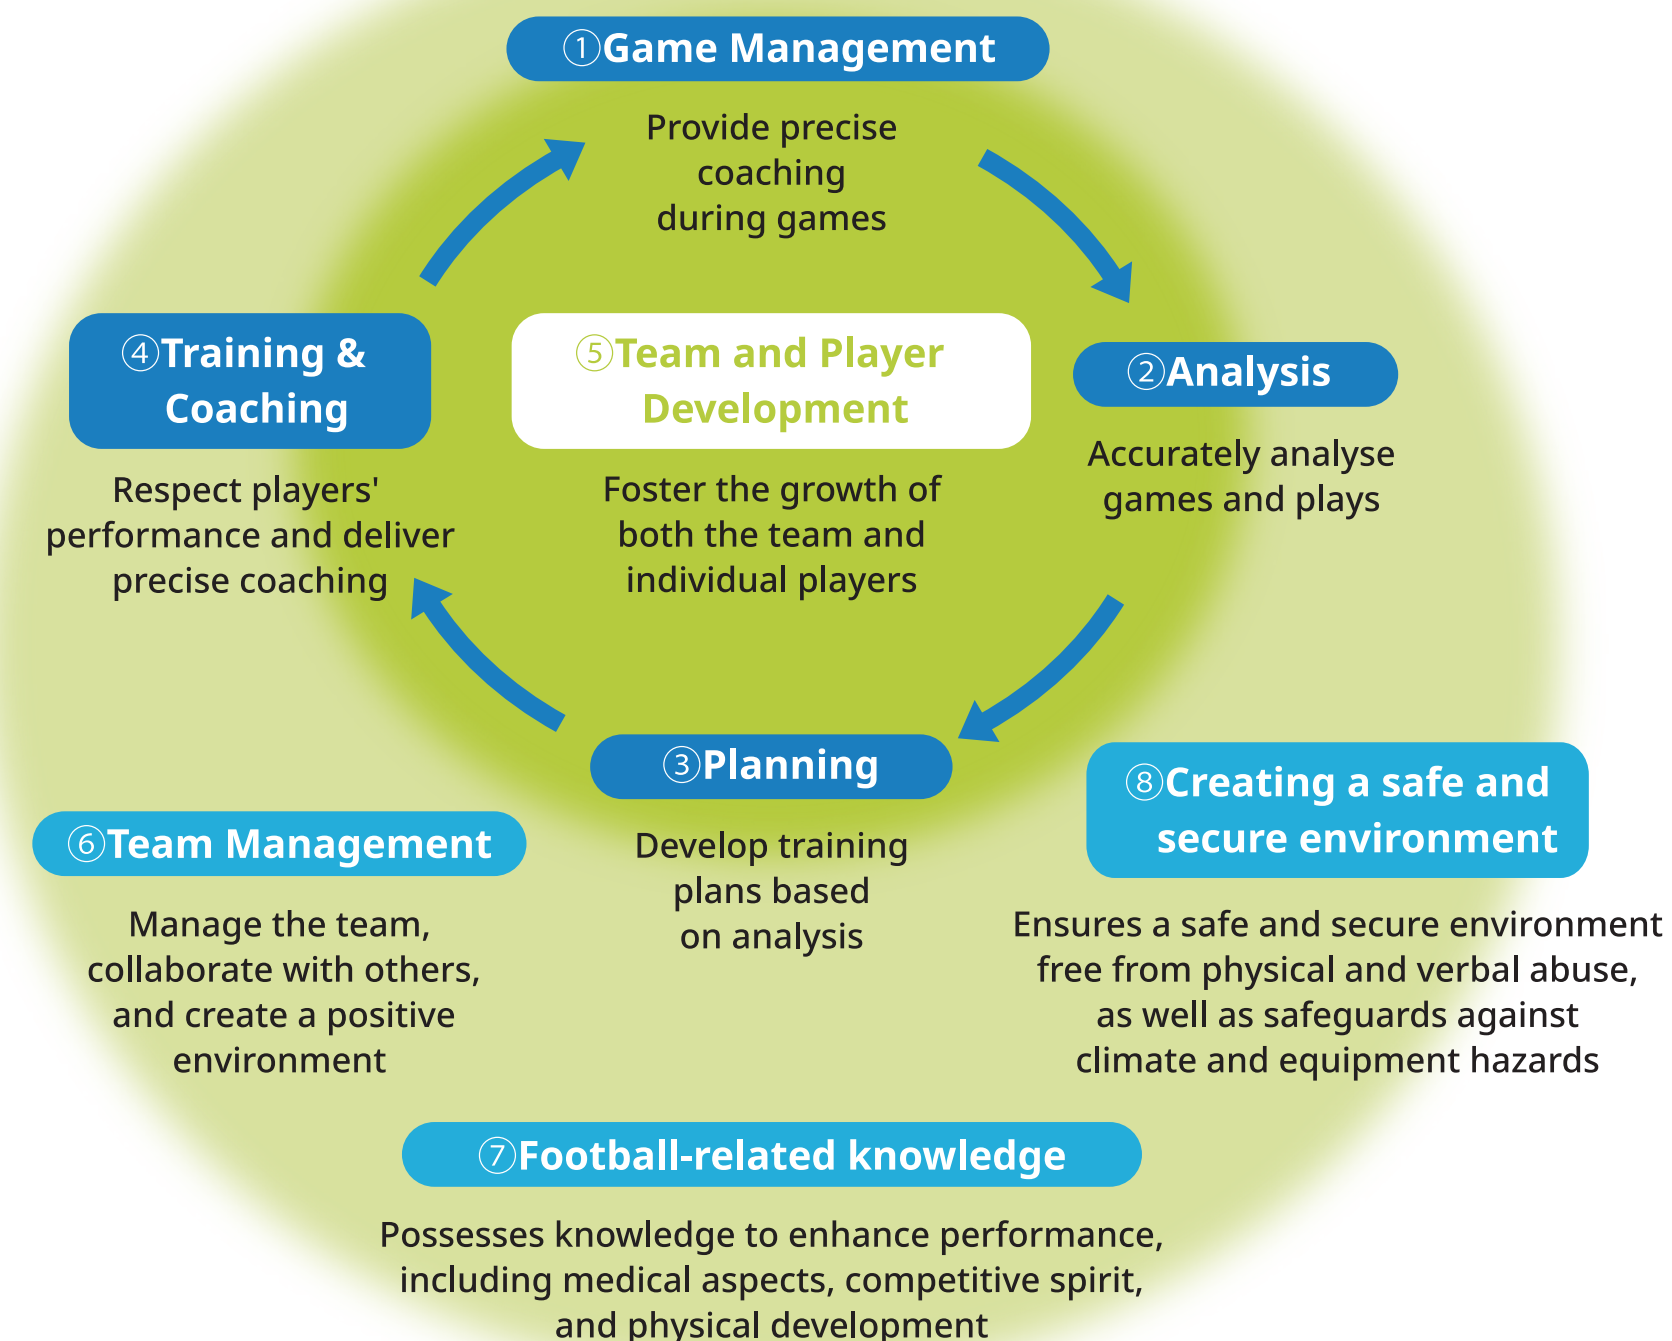 ①Game Management
Provide precise
coaching
during games
②Analysis
Accurately analyse
games and plays
③Planning
Develop training
plans based
on analysis
④Training &
Coaching
Respect players'
performance and deliver
precise coaching
⑤Team and Player
Development
Foster the growth of
both the team and
individual players
⑥Team Management
Manage the team,
collaborate with others,
and create a positive
environment
⑦Football-related knowledge
Possesses knowledge to enhance performance,
including medical aspects, competitive spirit,
and physical development
⑧Creating a safe and
secure environment
Ensures a safe and secure environment
free from physical and verbal abuse,
as well as safeguards against
climate and equipment hazards